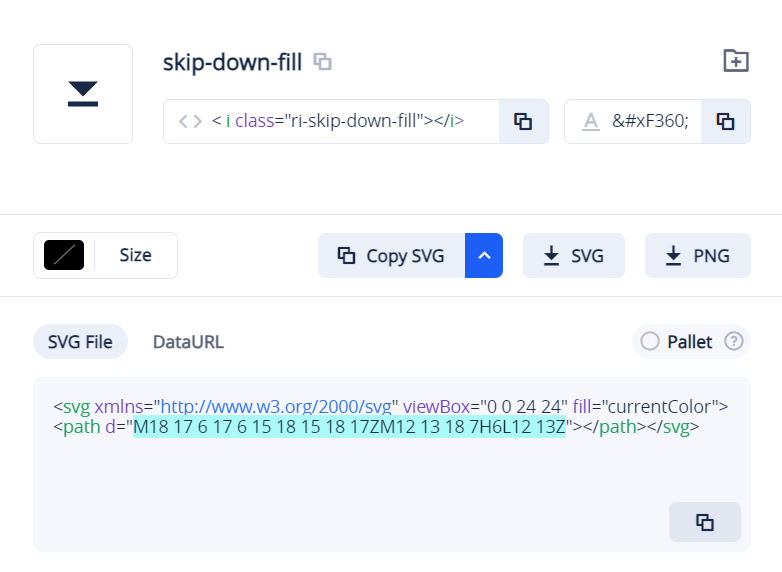 skip-down-fill
< i class="ri-skip-down-fill"></i>
A &#xF360;
Size
Copy SVG
SVG
PNG
SVG File
DataURL
Pallet ?
<svg xmlns="http://www.w3.org/2000/svg" viewBox="0 0 24 24" fill="currentColor">
<path d="M18 17 6 17 6 15 18 15 18 17ZM12 13 18 7H6L12 13Z"></path></svg>